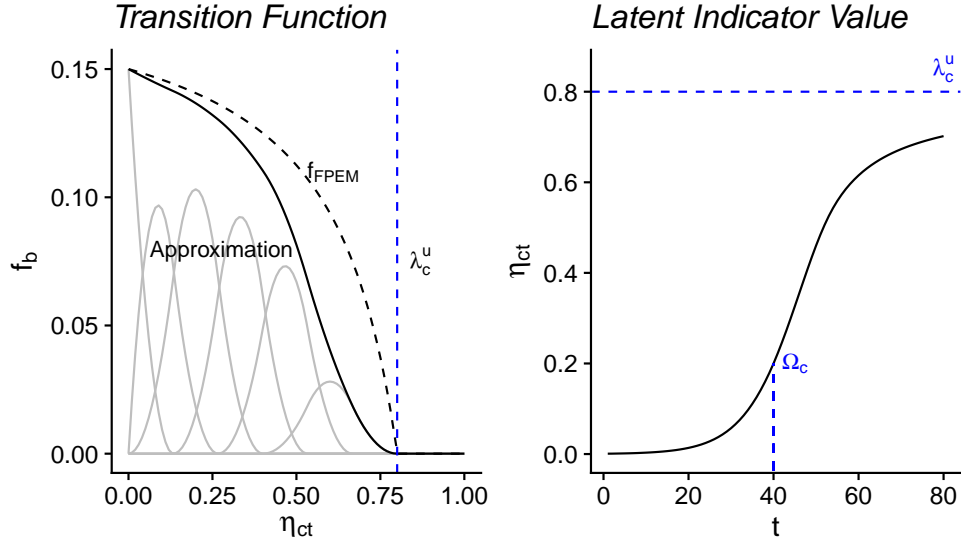 Transition Function
0.15
0.10
0.05
0.00
f_b
f_FPEM
Approximation
λ_c^u
0.00 0.25 0.50 0.75 1.00
η_ct
Latent Indicator Value
λ_c^u
0.8
0.6
0.4
0.2
0.0
η_ct
Ω_c
0 20 40 60 80
t